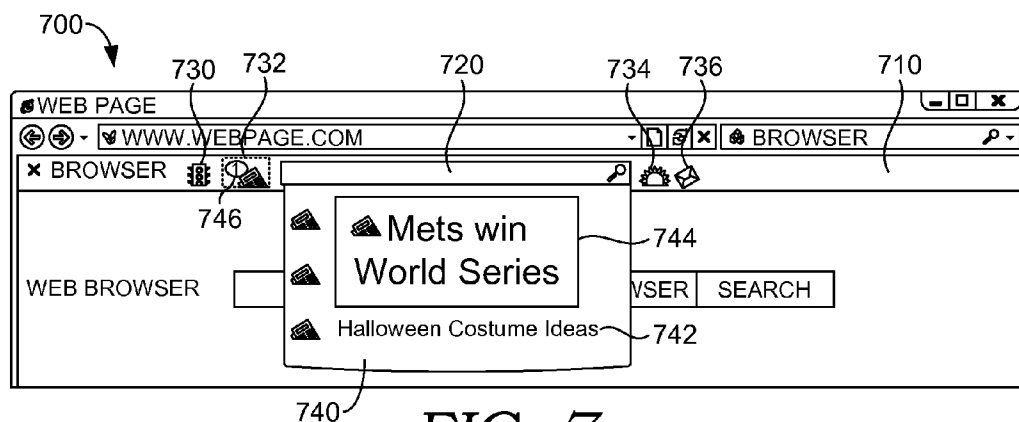 700
730 732 720 734 736 710
WEB PAGE
WWW.WEBPAGE.COM BROWSER
BROWSER 1
746
Mets win
World Series
744
WEB BROWSER SEARCH
Halloween Costume Ideas
742
740